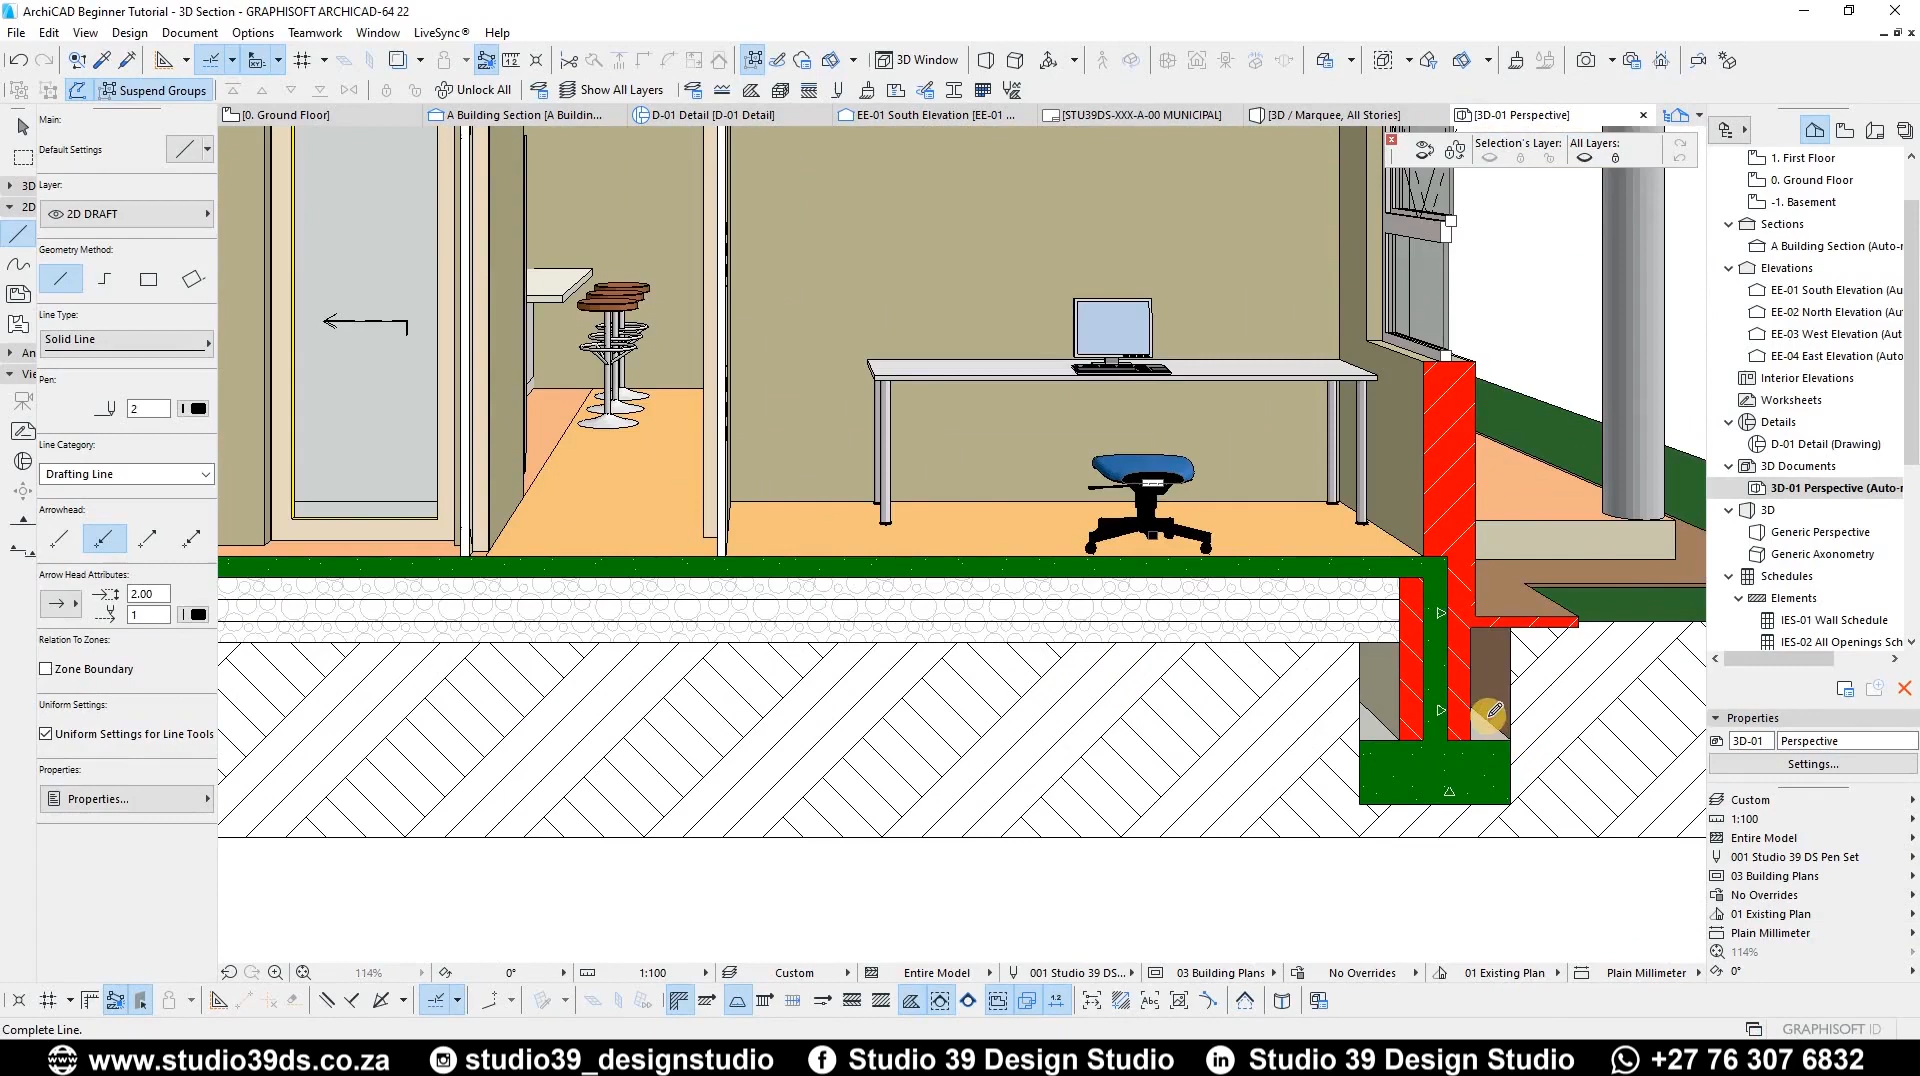 ArchiCAD Beginner Tutorial - 3D Section - GRAPHISOFT ARCHICAD-64 22
File Edit View Design Document Options Teamwork Window LiveSync® Help
3D Window
Suspend Groups
Unlock All
Show All Layers
[0. Ground Floor]
A Building Section [A Buildin...
D-01 Detail [D-01 Detail]
EE-01 South Elevation [EE-01 ...
[STU39DS-XXX-A-00 MUNICIPAL]
[3D / Marquee, All Stories]
[3D-01 Perspective]
Selection's Layer:
All Layers:
Main:
Default Settings
Layer:
2D DRAFT
Geometry Method:
Line Type:
Solid Line
Pen:
2
Line Category:
Drafting Line
Arrowhead:
Arrow Head Attributes:
2.00
1
Relation To Zones:
Zone Boundary
Uniform Settings:
Uniform Settings for Line Tools
Properties:
Properties...
3D
2D
An
Vie
1. First Floor
0. Ground Floor
-1. Basement
Sections
A Building Section (Auto-r
Elevations
EE-01 South Elevation (Au
EE-02 North Elevation (Au
EE-03 West Elevation (Aut
EE-04 East Elevation (Auto
Interior Elevations
Worksheets
Details
D-01 Detail (Drawing)
3D Documents
3D-01 Perspective (Auto-r
3D
Generic Perspective
Generic Axonometry
Schedules
Elements
IES-01 Wall Schedule
IES-02 All Openings Sch
Properties
3D-01 Perspective
Settings...
Custom
1:100
Entire Model
001 Studio 39 DS Pen Set
03 Building Plans
No Overrides
01 Existing Plan
Plain Millimeter
114%
0°
114% 0° 1:100 Custom Entire Model 001 Studio 39 DS... 03 Building Plans No Overrides 01 Existing Plan Plain Millimeter
Complete Line.
GRAPHISOFT ID
www.studio39ds.co.za studio39_designstudio Studio 39 Design Studio Studio 39 Design Studio +27 76 307 6832